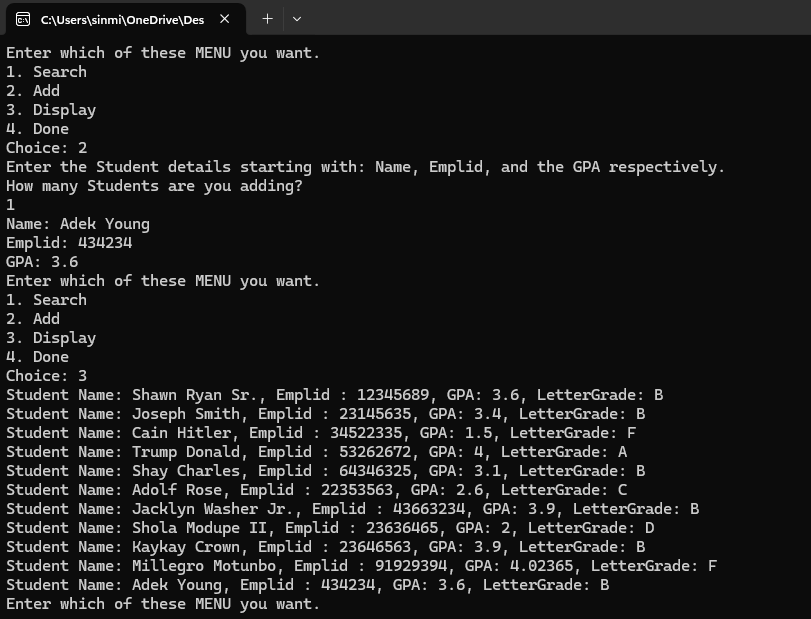 C:\Users\sinmi\OneDrive\Des
Enter which of these MENU you want.
1. Search
2. Add
3. Display
4. Done
Choice: 2
Enter the Student details starting with: Name, Emplid, and the GPA respectively.
How many Students are you adding?
1
Name: Adek Young
Emplid: 434234
GPA: 3.6
Enter which of these MENU you want.
1. Search
2. Add
3. Display
4. Done
Choice: 3
Student Name: Shawn Ryan Sr., Emplid : 12345689, GPA: 3.6, LetterGrade: B
Student Name: Joseph Smith, Emplid : 23145635, GPA: 3.4, LetterGrade: B
Student Name: Cain Hitler, Emplid : 34522335, GPA: 1.5, LetterGrade: F
Student Name: Trump Donald, Emplid : 53262672, GPA: 4, LetterGrade: A
Student Name: Shay Charles, Emplid : 64346325, GPA: 3.1, LetterGrade: B
Student Name: Adolf Rose, Emplid : 22353563, GPA: 2.6, LetterGrade: C
Student Name: Jacklyn Washer Jr., Emplid : 43663234, GPA: 3.9, LetterGrade: B
Student Name: Shola Modupe II, Emplid : 23636465, GPA: 2, LetterGrade: D
Student Name: Kaykay Crown, Emplid : 23646563, GPA: 3.9, LetterGrade: B
Student Name: Millegro Motunbo, Emplid : 91929394, GPA: 4.02365, LetterGrade: F
Student Name: Adek Young, Emplid : 434234, GPA: 3.6, LetterGrade: B
Enter which of these MENU you want.